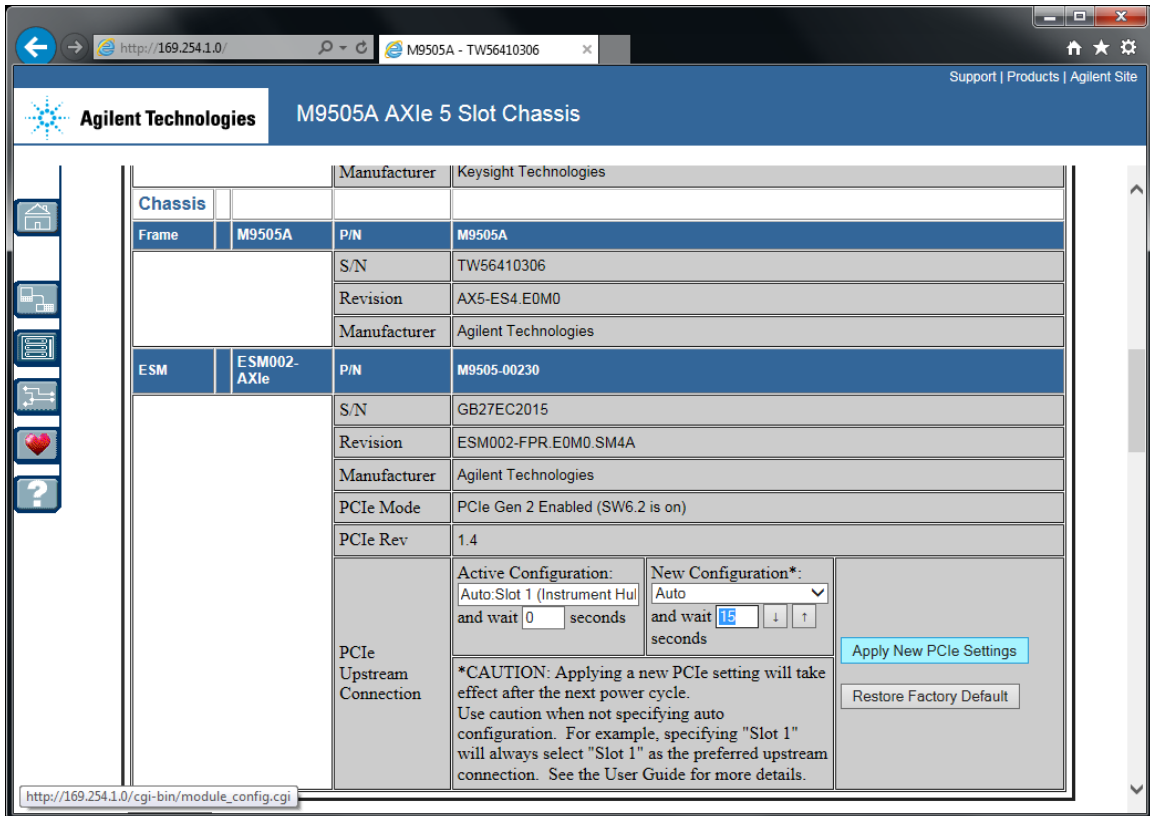 http://169.254.1.0/
M9505A - TW56410306
Support | Products | Agilent Site
Agilent Technologies
M9505A AXIe 5 Slot Chassis
Manufacturer Keysight Technologies
Chassis
Frame M9505A P/N M9505A
S/N TW56410306
Revision AX5-ES4.E0M0
Manufacturer Agilent Technologies
ESM ESM002-
AXIe
P/N M9505-00230
S/N GB27EC2015
Revision ESM002-FPR.E0M0.SM4A
Manufacturer Agilent Technologies
PCIe Mode PCIe Gen 2 Enabled (SW6.2 is on)
PCIe Rev 1.4
PCIe
Upstream
Connection
Active Configuration:
Auto:Slot 1 (Instrument Hul
and wait 0 seconds
New Configuration*:
Auto
and wait 15 ↓ ↑
seconds
*CAUTION: Applying a new PCIe setting will take
effect after the next power cycle.
Use caution when not specifying auto
configuration. For example, specifying "Slot 1"
will always select "Slot 1" as the preferred upstream
connection. See the User Guide for more details.
Apply New PCIe Settings
Restore Factory Default
http://169.254.1.0/cgi-bin/module_config.cgi